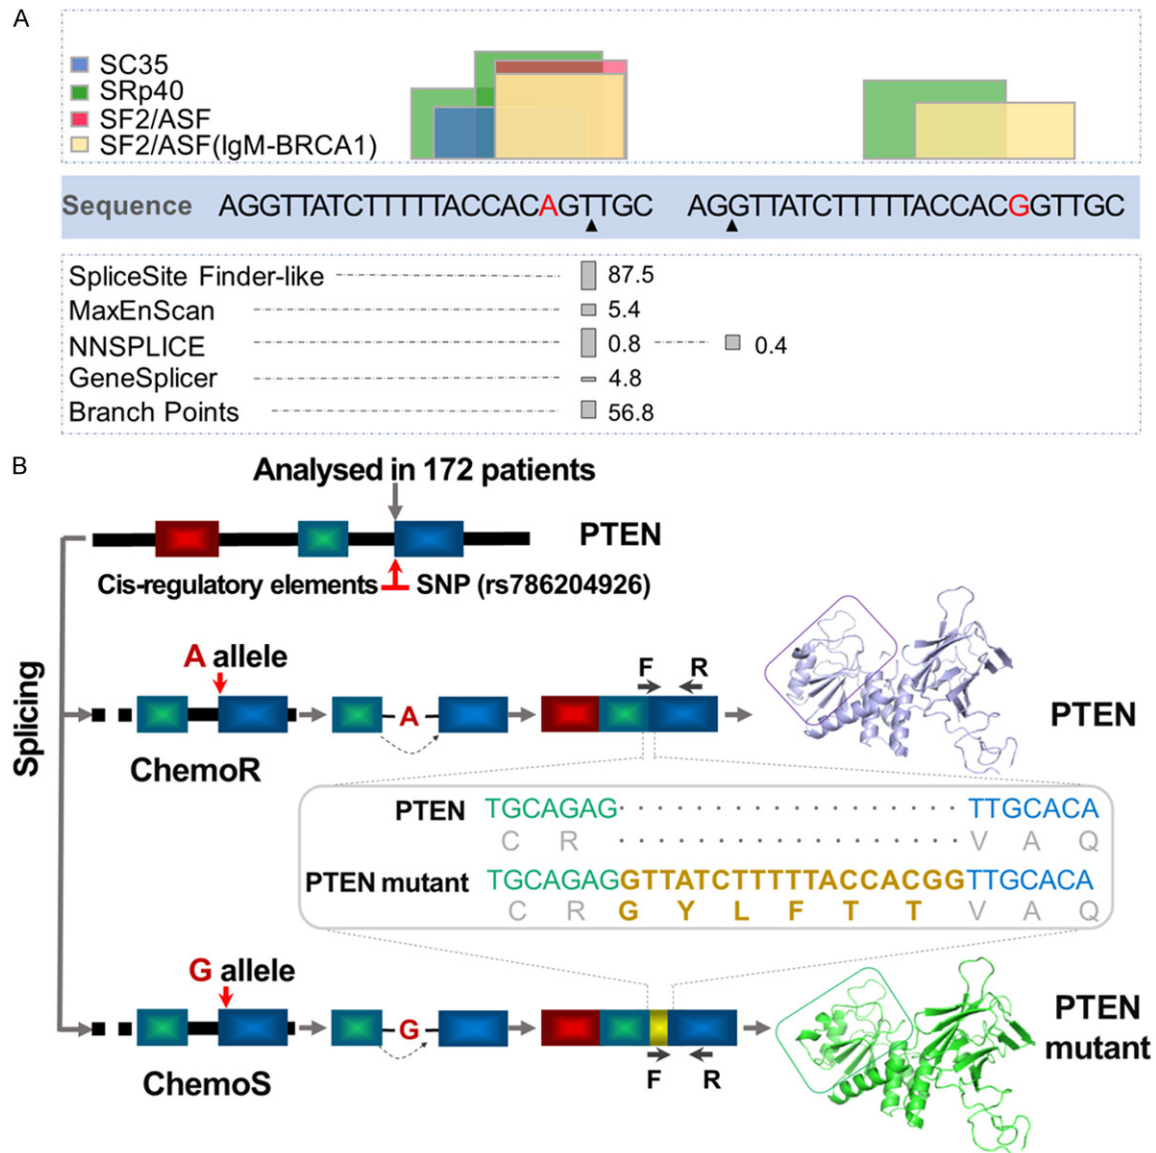 A
SC35
SRp40
SF2/ASF
SF2/ASF(IgM-BRCA1)
Sequence AGGTTATCTTTTTACCACAGTTGC AGGTTATCTTTTTACCACGGTTGC
SpliceSite Finder-like 87.5
MaxEnScan 5.4
NNSPLICE 0.8 0.4
GeneSplicer 4.8
Branch Points 56.8
B
Analysed in 172 patients
PTEN
Cis-regulatory elements SNP (rs786204926)
Splicing
A allele
F R
A
PTEN
ChemoR
PTEN TGCAGAG· · · · · · · · · · · · · · · · · · TTGCACA
C R · · · · · · · · · · · · · · · · · · V A Q
PTEN mutant TGCAGAGGTTATCTTTTTACCACGGTTGCACA
C R G Y L F T T V A Q
G allele
G
PTEN
mutant
F R
ChemoS